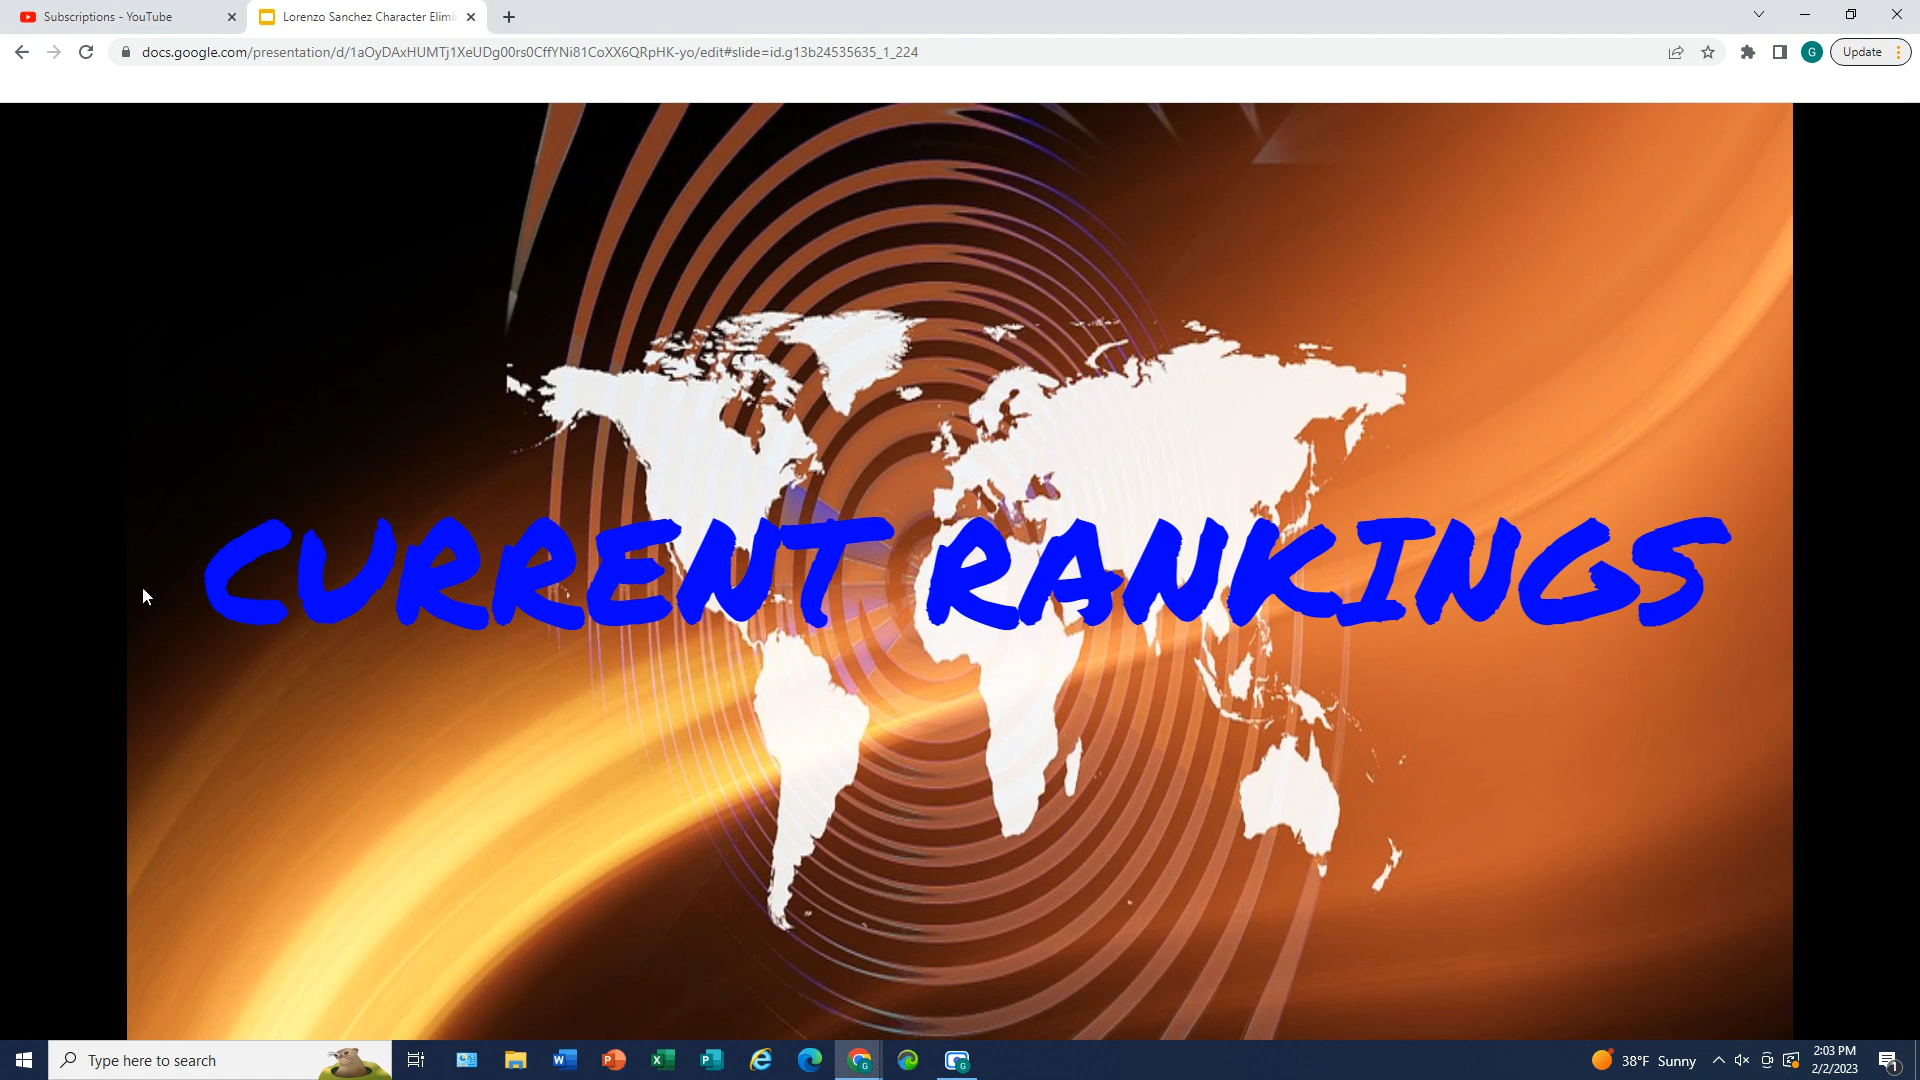 Subscriptions - YouTube
Lorenzo Sanchez Character Elimi
docs.google.com/presentation/d/1aOyDAxHUMTj1XeUDg00rs0CffYNi81CoXX6QRpHK-yo/edit#slide=id.g13b24535635_1_224
G
Update
CURRENT RANKINGS
Type here to search
38°F Sunny
2:03 PM
2/2/2023
1